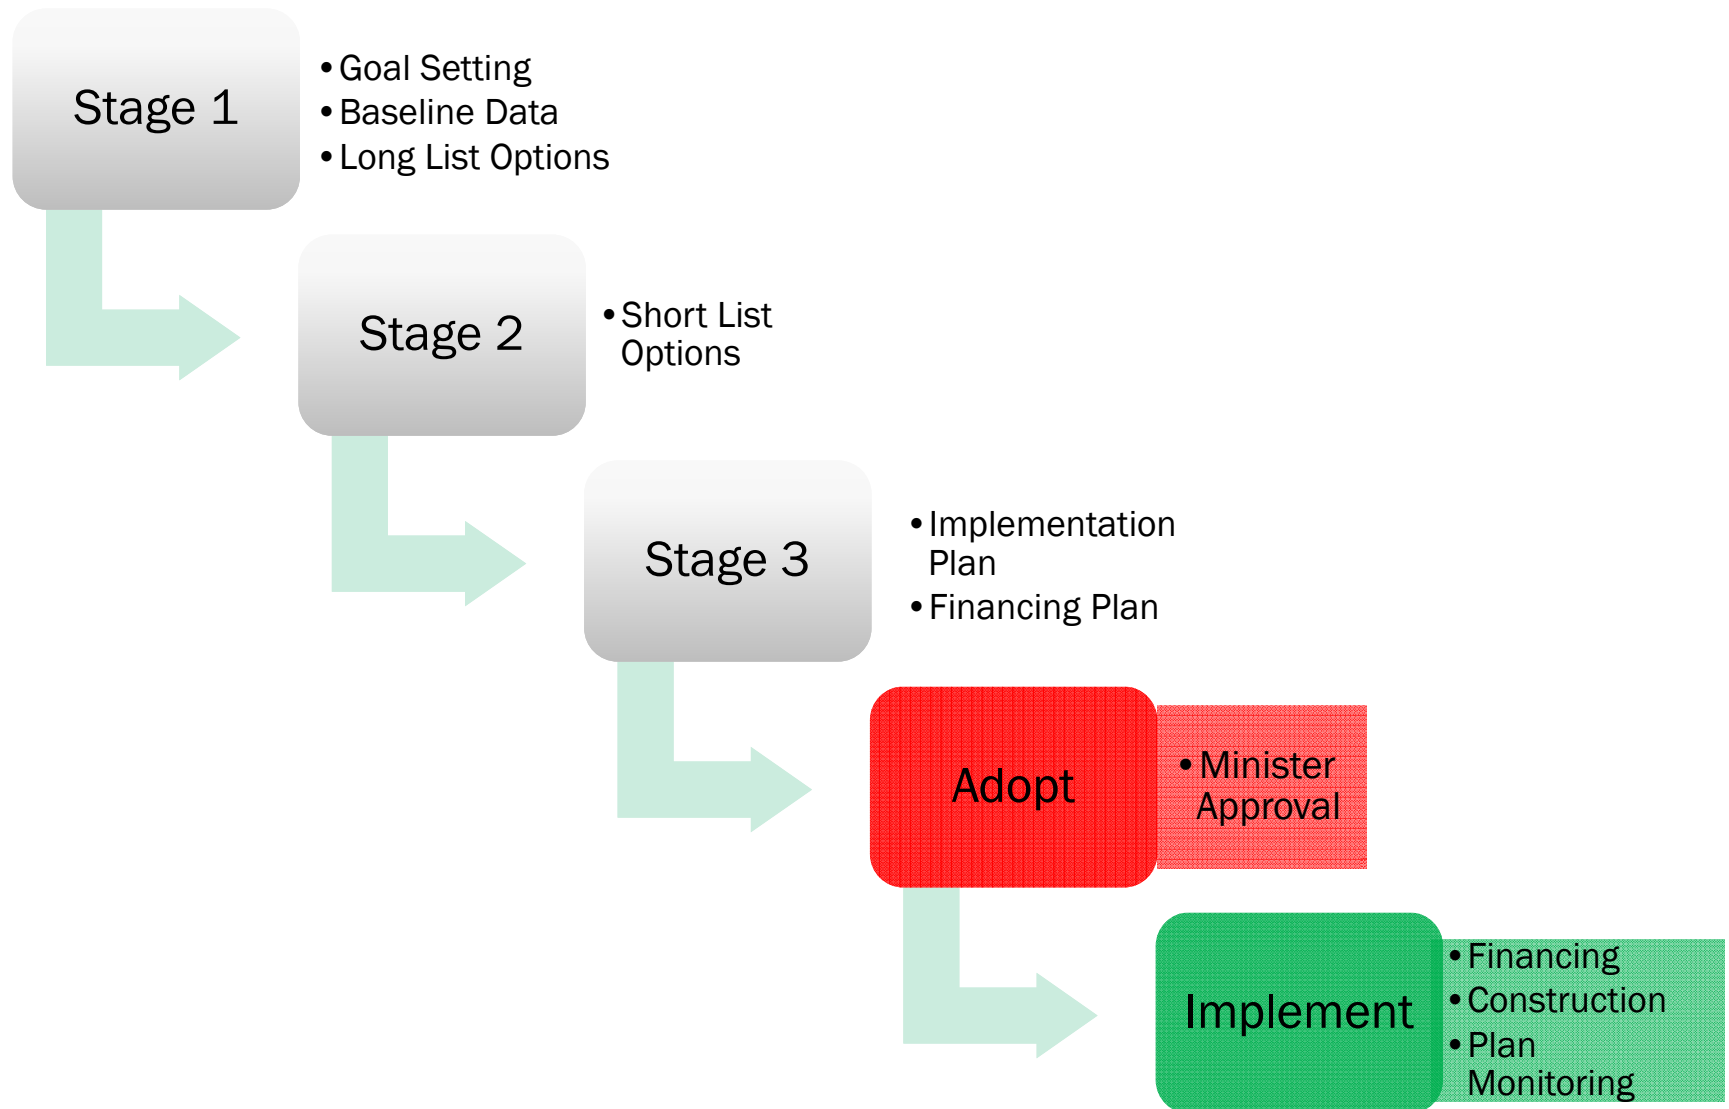 Stage 1
•Goal Setting
•Baseline Data
•Long List Options
Stage 2
•Short List
Options
Stage 3
•Implementation
Plan
•Financing Plan
Adopt
•Minister
Approval
Implement
•Financing
•Construction
•Plan
Monitoring